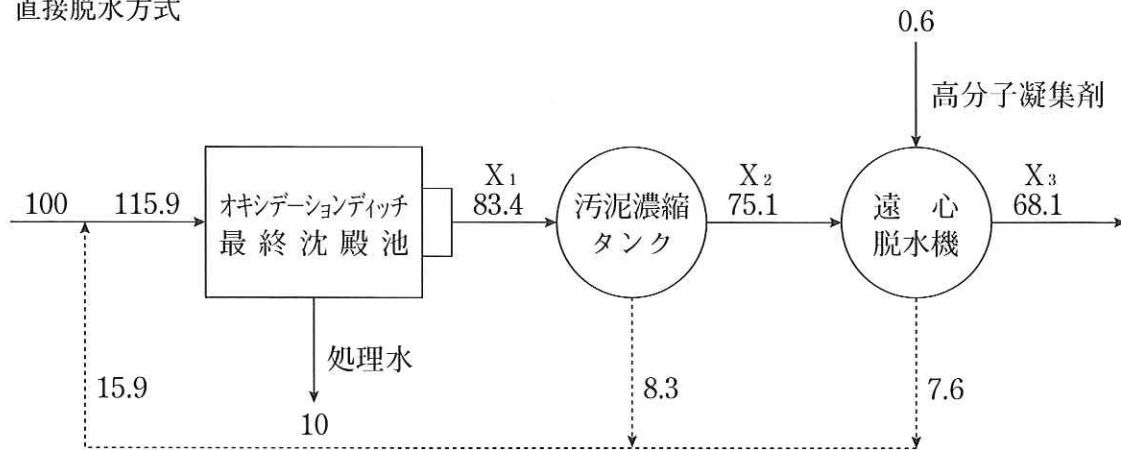 直接脱水方式
0.6
高分子凝集剤
100
115.9
オキシデーションディッチ
最終沈殿池
X₁
83.4
汚泥濃縮
タンク
X₂
75.1
遠心
脱水機
X₃
68.1
処理水
10
15.9
8.3
7.6